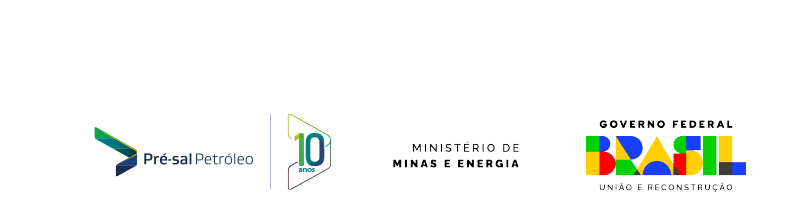 Pré-sal Petróleo
10
anos
MINISTÉRIO DE
MINAS E ENERGIA
GOVERNO FEDERAL
BRASIL
UNIÃO E RECONSTRUÇÃO